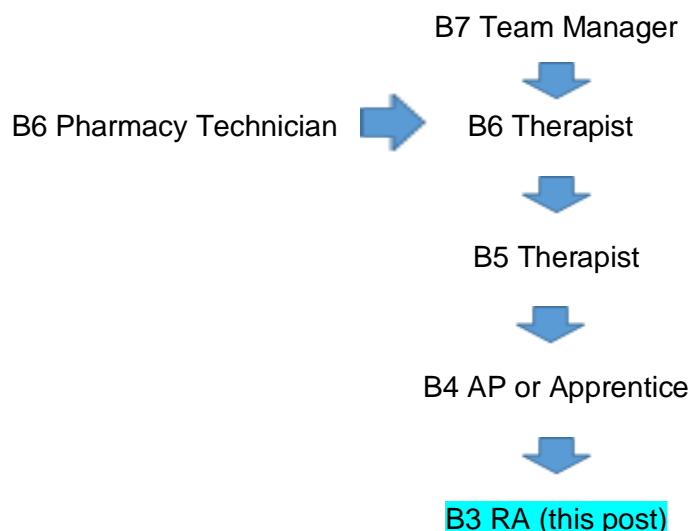 B7 Team Manager
B6 Pharmacy Technician
B6 Therapist
B5 Therapist
B4 AP or Apprentice
B3 RA (this post)